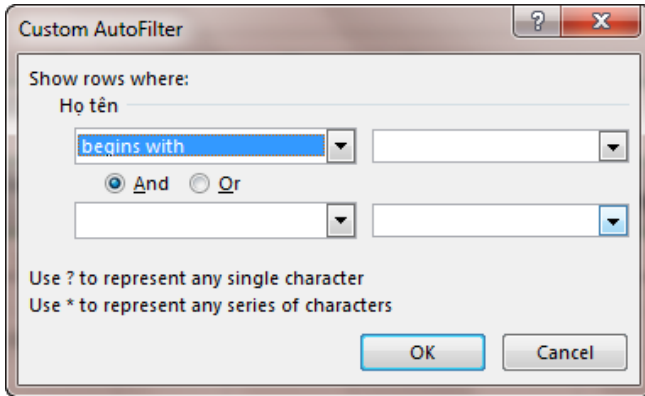 Custom AutoFilter
Show rows where:
Họ tên
begins with
And Or
Use ? to represent any single character
Use * to represent any series of characters
OK Cancel